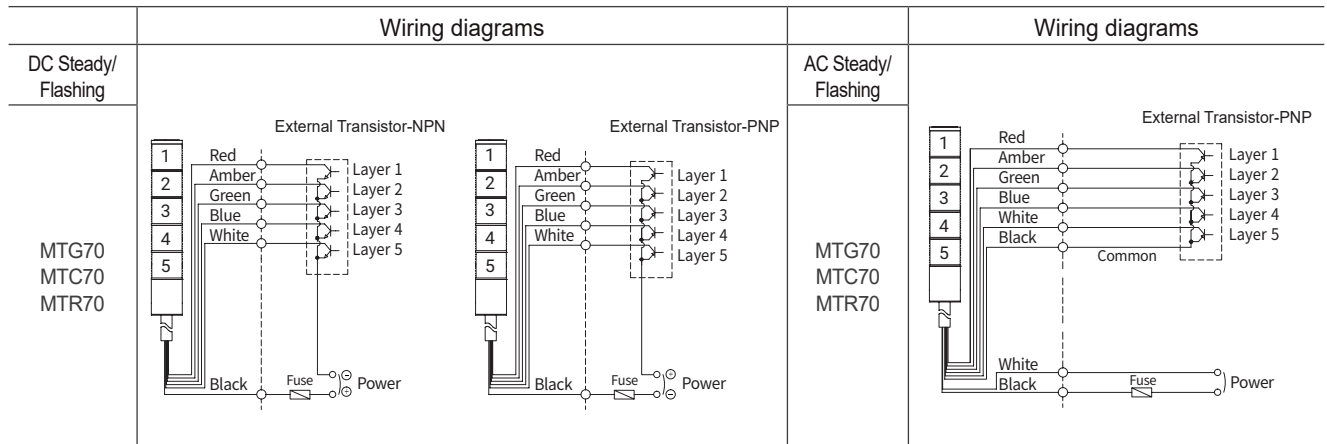 Wiring diagrams
Wiring diagrams
DC Steady/
Flashing
AC Steady/
Flashing
MTG70
MTC70
MTR70
External Transistor-NPN
1
2
3
4
5
Red
Amber
Green
Blue
White
Layer 1
Layer 2
Layer 3
Layer 4
Layer 5
Black
Fuse
⊖
⊕
Power
External Transistor-PNP
1
2
3
4
5
Red
Amber
Green
Blue
White
Layer 1
Layer 2
Layer 3
Layer 4
Layer 5
Black
Fuse
⊕
⊖
Power
MTG70
MTC70
MTR70
External Transistor-PNP
1
2
3
4
5
Red
Amber
Green
Blue
White
Black
Common
Layer 1
Layer 2
Layer 3
Layer 4
Layer 5
White
Black
Fuse
Power